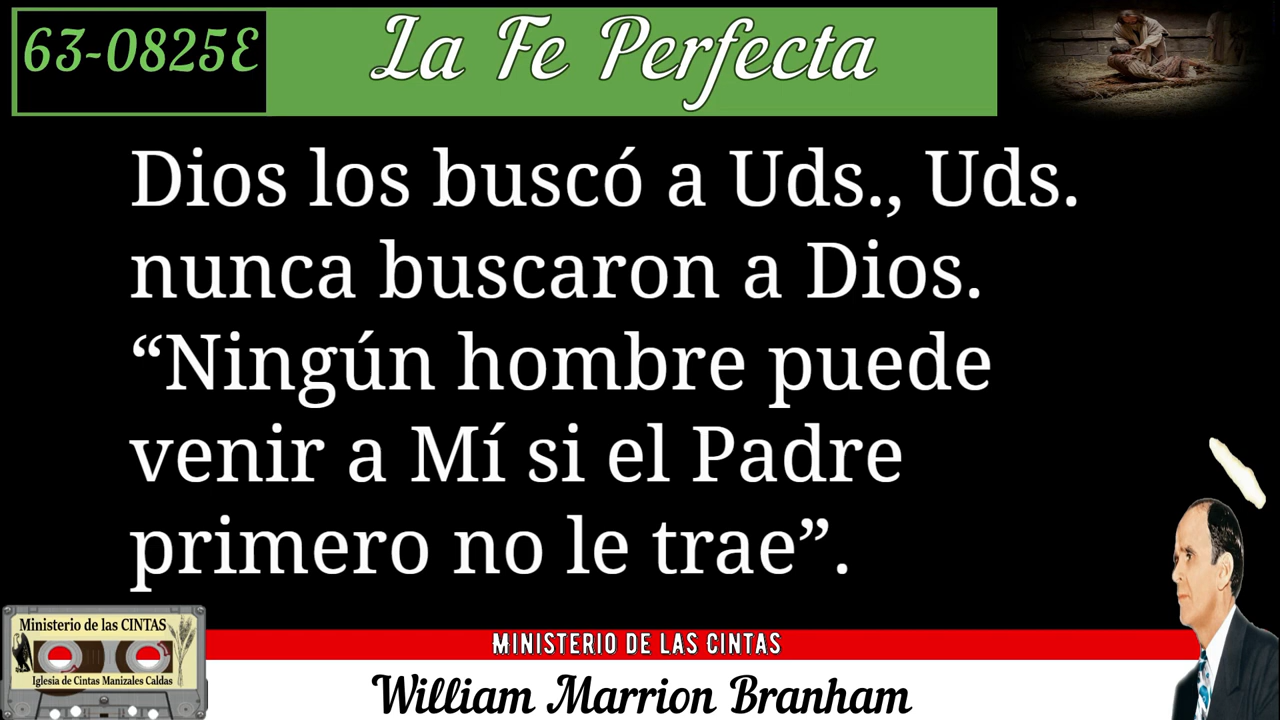 63-0825E
La Fe Perfecta
Dios los buscó a Uds., Uds.
nunca buscaron a Dios.
“Ningún hombre puede
venir a Mí si el Padre
primero no le trae”.
Ministerio de las CINTAS
Iglesia de Cintas Manizales Caldas
MINISTERIO DE LAS CINTAS
William Marrion Branham